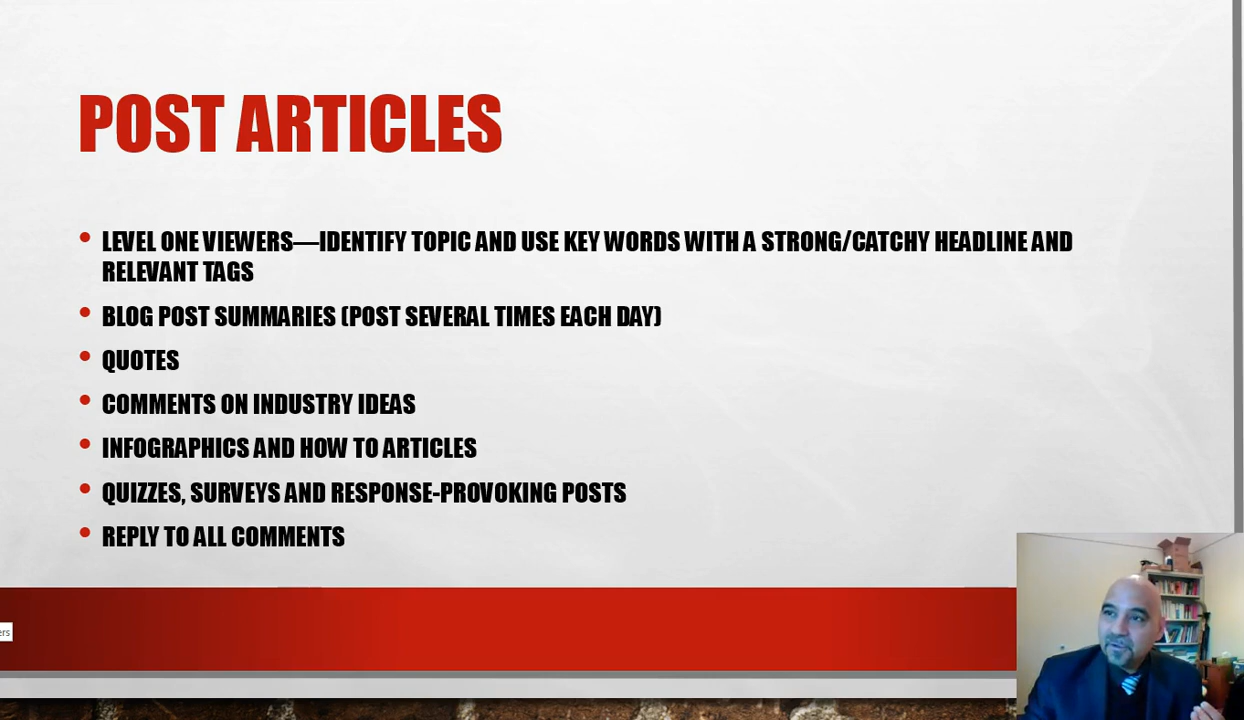 POST ARTICLES
LEVEL ONE VIEWERS—IDENTIFY TOPIC AND USE KEY WORDS WITH A STRONG/CATCHY HEADLINE AND
RELEVANT TAGS
BLOG POST SUMMARIES (POST SEVERAL TIMES EACH DAY)
QUOTES
COMMENTS ON INDUSTRY IDEAS
INFOGRAPHICS AND HOW TO ARTICLES
QUIZZES, SURVEYS AND RESPONSE-PROVOKING POSTS
REPLY TO ALL COMMENTS
ers